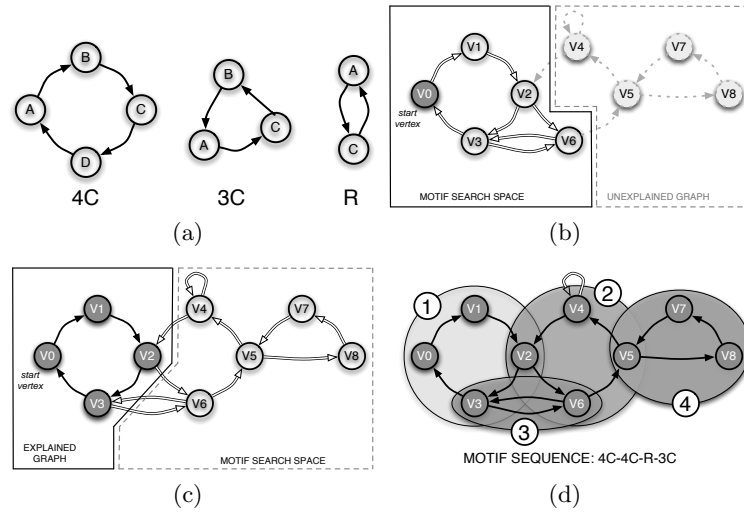 B
A
C
D
4C
B
A
C
3C
A
C
R
(a)
V1
V0
V2
start
vertex
V3
V6
V4
V7
V5
V8
MOTIF SEARCH SPACE
UNEXPLAINED GRAPH
(b)
V1
V0
V2
start
vertex
V3
V4
V7
V5
V8
V6
EXPLAINED
GRAPH
MOTIF SEARCH SPACE
(c)
1
2
V1
V4
V7
V0
V2
V5
V8
V3
V6
3
4
MOTIF SEQUENCE: 4C-4C-R-3C
(d)